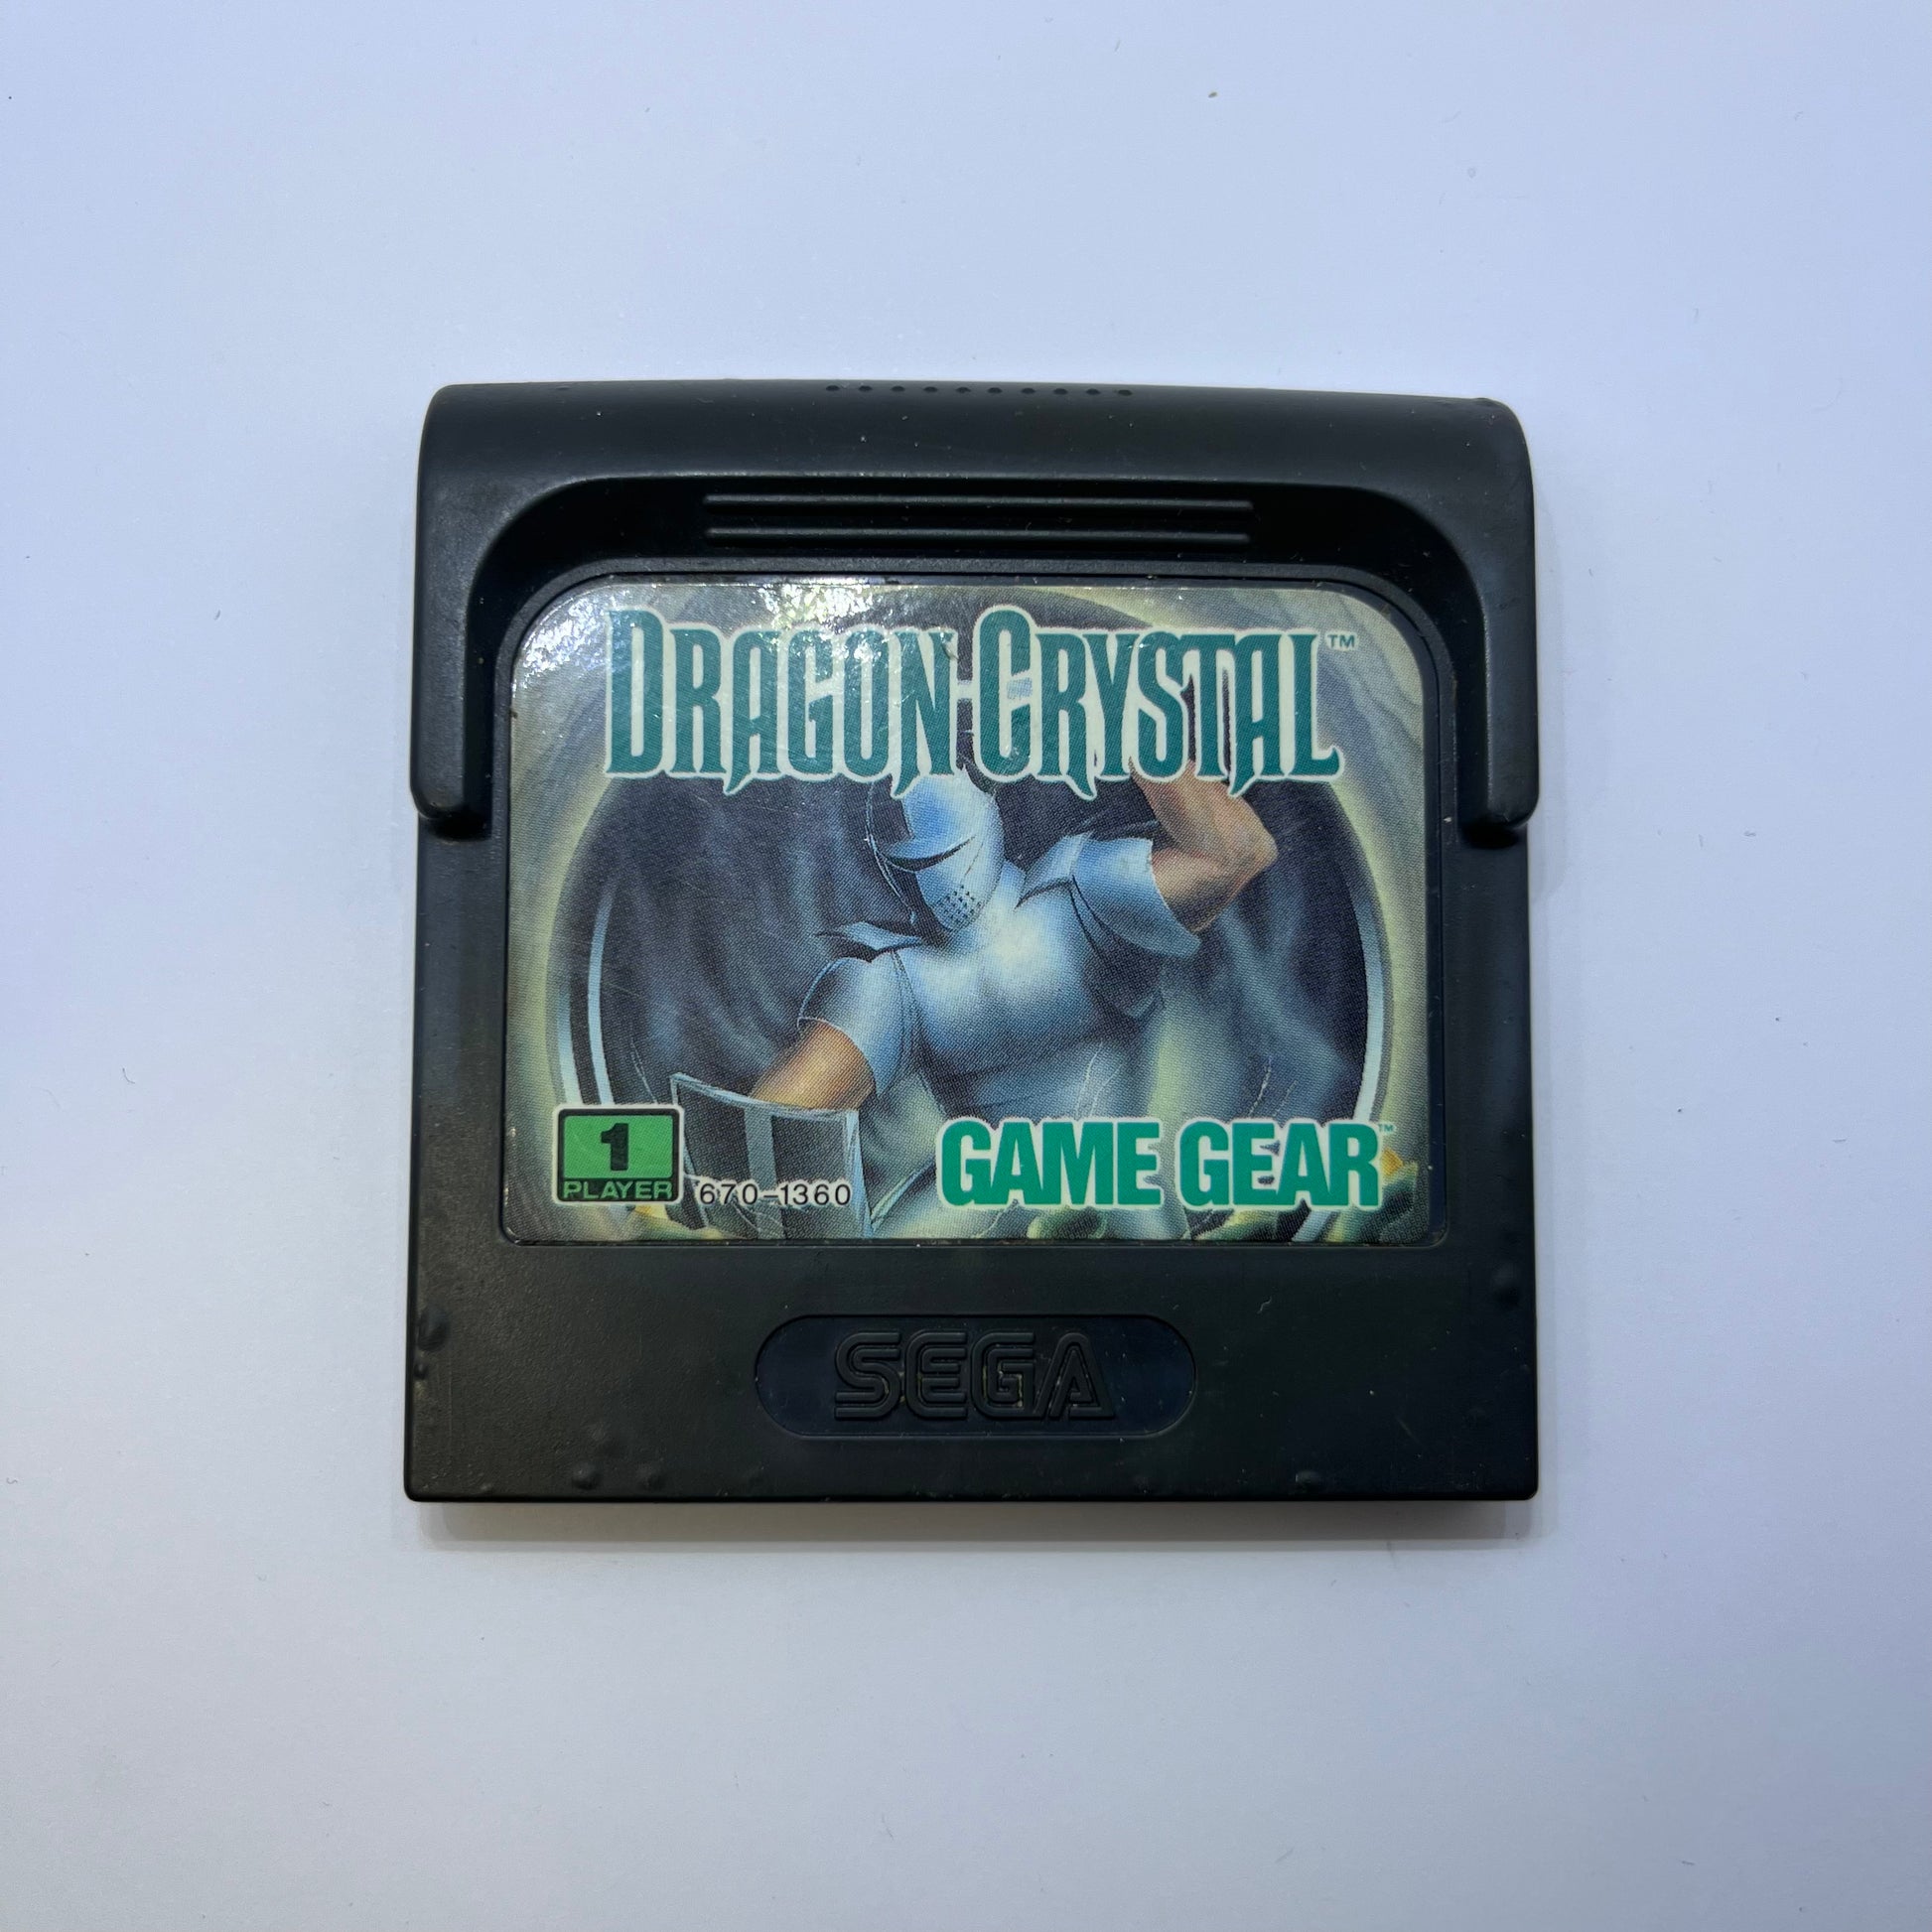 DRAGON CRYSTAL™
1
PLAYER
670-1360
GAME GEAR™
SEGA